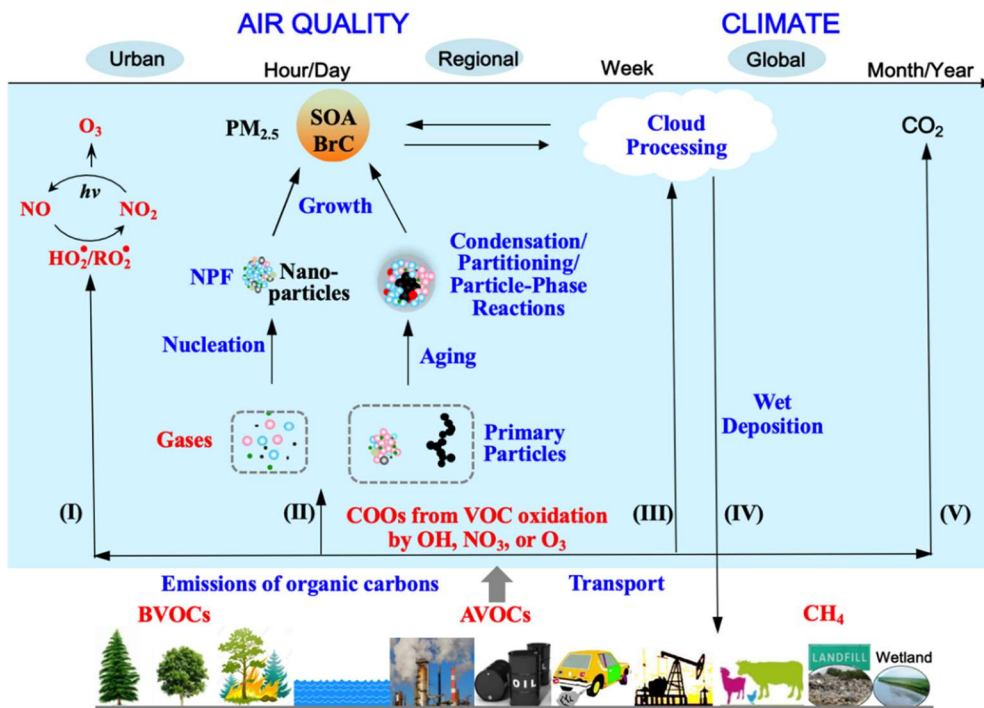 AIR QUALITY
CLIMATE
Urban
Regional
Global
Hour/Day
Week
Month/Year
O₃
hv
NO
NO₂
HO₂•/RO₂•
PM₂.₅
SOA
BrC
Cloud
Processing
CO₂
Growth
NPF
Nano-
particles
Condensation/
Partitioning/
Particle-Phase
Reactions
Nucleation
Aging
Gases
Primary
Particles
Wet
Deposition
(I)
(II)
(III)
(IV)
(V)
COOs from VOC oxidation
by OH, NO₃, or O₃
Emissions of organic carbons
Transport
BVOCs
AVOCs
CH₄
OIL
LANDFILL
Wetland